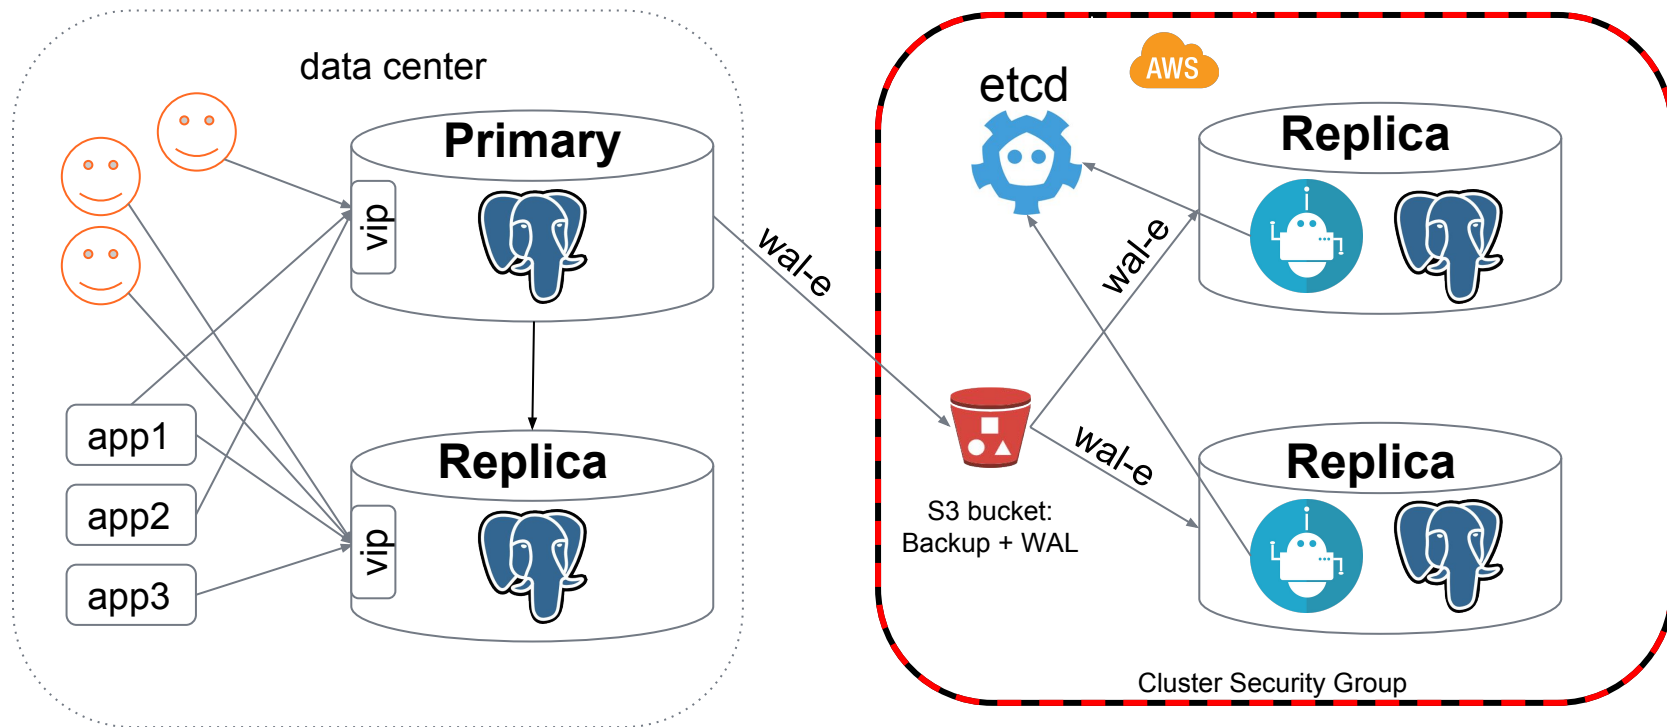 data center
Primary
vip
wal-e
app1
app2
app3
Replica
vip
AWS
etcd
Replica
wal-e
wal-e
S3 bucket:
Backup + WAL
Replica
Cluster Security Group